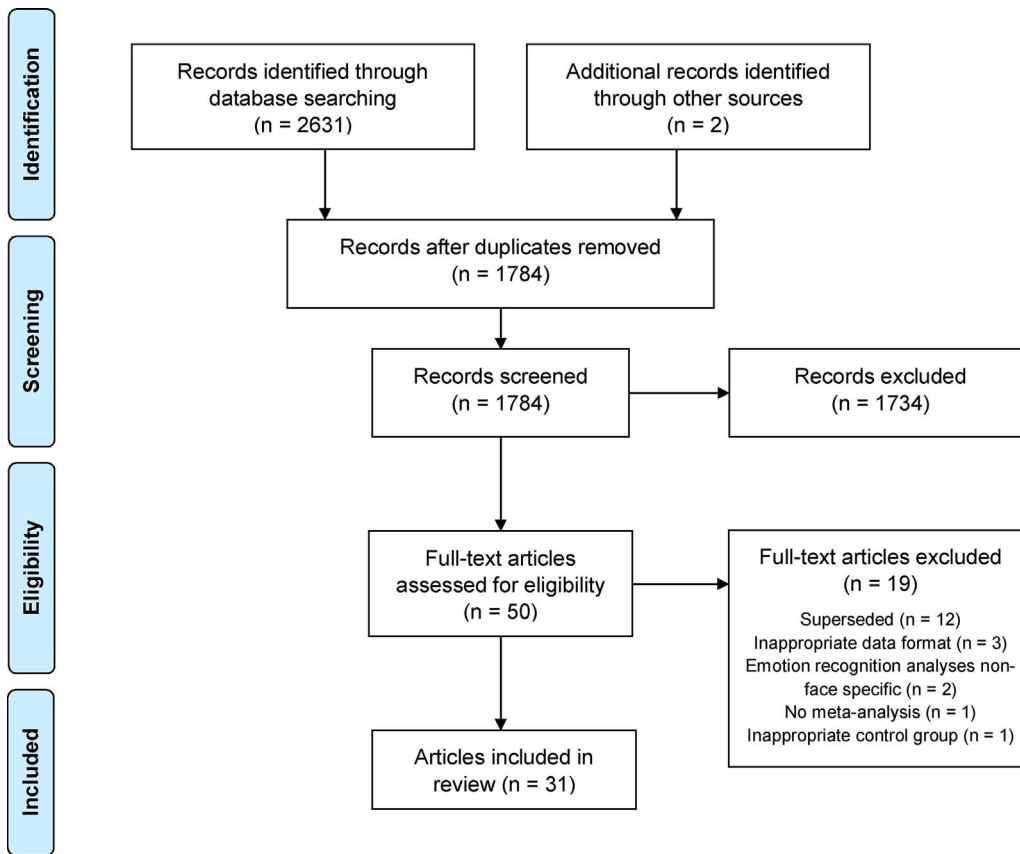 Identification
Records identified through
database searching
(n = 2631)
Additional records identified
through other sources
(n = 2)
Screening
Records after duplicates removed
(n = 1784)
Records screened
(n = 1784)
Records excluded
(n = 1734)
Eligibility
Full-text articles
assessed for eligibility
(n = 50)
Full-text articles excluded
(n = 19)
Superseded (n = 12)
Inappropriate data format (n = 3)
Emotion recognition analyses non-
face specific (n = 2)
No meta-analysis (n = 1)
Inappropriate control group (n = 1)
Included
Articles included in
review (n = 31)